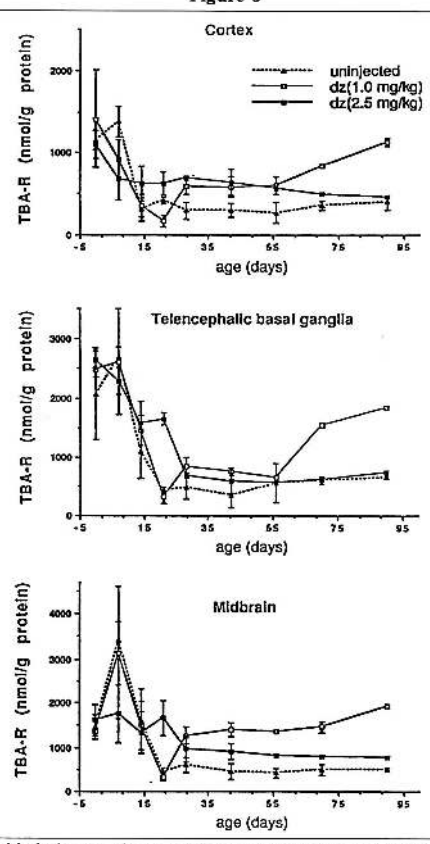 Cortex
2000
1000
0
TBA-R (nmol/g protein)
uninjected
dz(1.0 mg/kg)
dz(2.5 mg/kg)
-5 15 35 55 75 95
age (days)
Telencephalic basal ganglia
3000
2000
1000
0
TBA-R (nmol/g protein)
-5 15 35 55 75 95
age (days)
Midbrain
4000
3000
2000
1000
0
TBA-R (nmol/g protein)
-5 15 35 55 75 95
age (days)